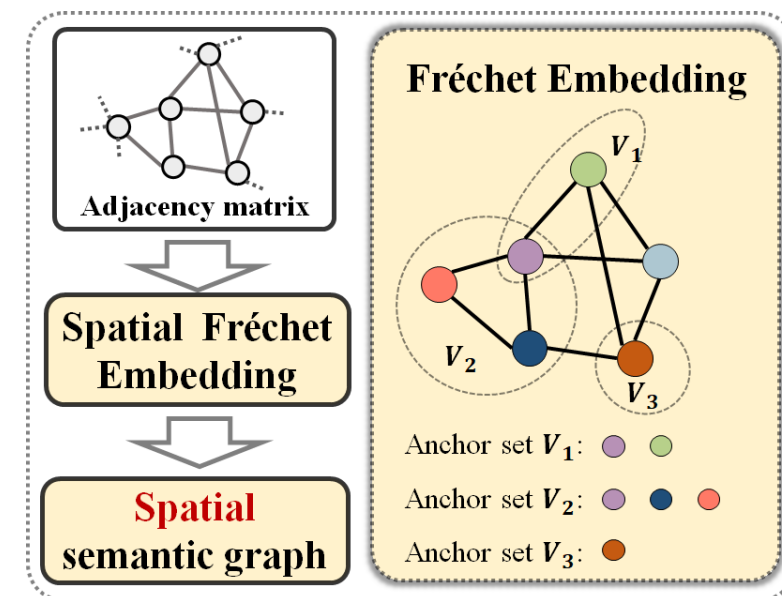 Adjacency matrix
Spatial Fréchet
Embedding
Spatial
semantic graph
Fréchet Embedding
V1
V2
V3
Anchor set V1:
Anchor set V2:
Anchor set V3: